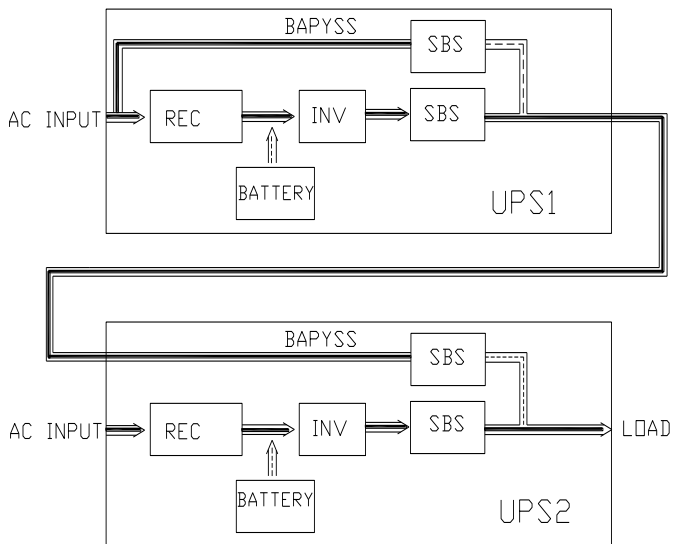 BAPYSS
SBS
AC INPUT
REC
INV
SBS
BATTERY
UPS1
BAPYSS
SBS
AC INPUT
REC
INV
SBS
LOAD
BATTERY
UPS2